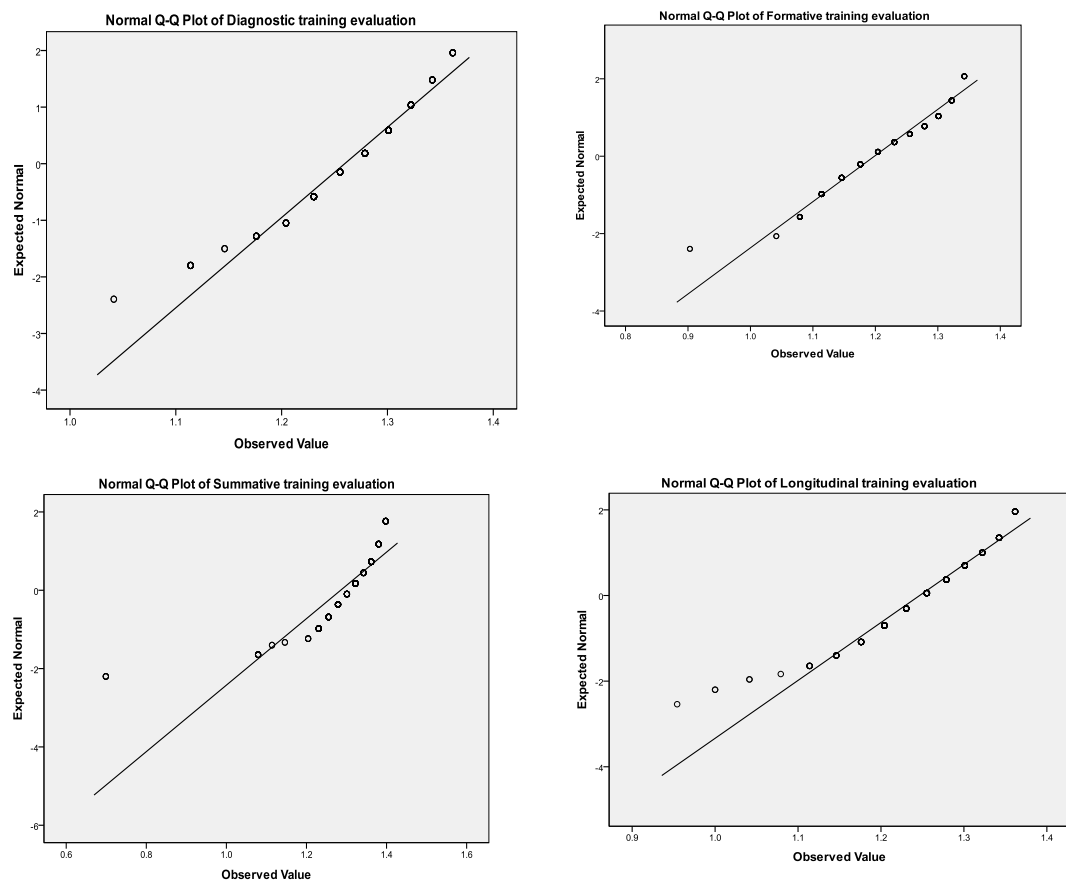 Normal Q-Q Plot of Diagnostic training evaluation
Expected Normal
2
1
0
-1
-2
-3
-4
1.0 1.1 1.2 1.3 1.4
Observed Value
Normal Q-Q Plot of Formative training evaluation
Expected Normal
2
0
-2
-4
0.8 0.9 1.0 1.1 1.2 1.3 1.4
Observed Value
Normal Q-Q Plot of Summative training evaluation
Expected Normal
2
0
-2
-4
-6
0.6 0.8 1.0 1.2 1.4 1.6
Observed Value
Normal Q-Q Plot of Longitudinal training evaluation
Expected Normal
2
0
-2
-4
0.9 1.0 1.1 1.2 1.3 1.4
Observed Value